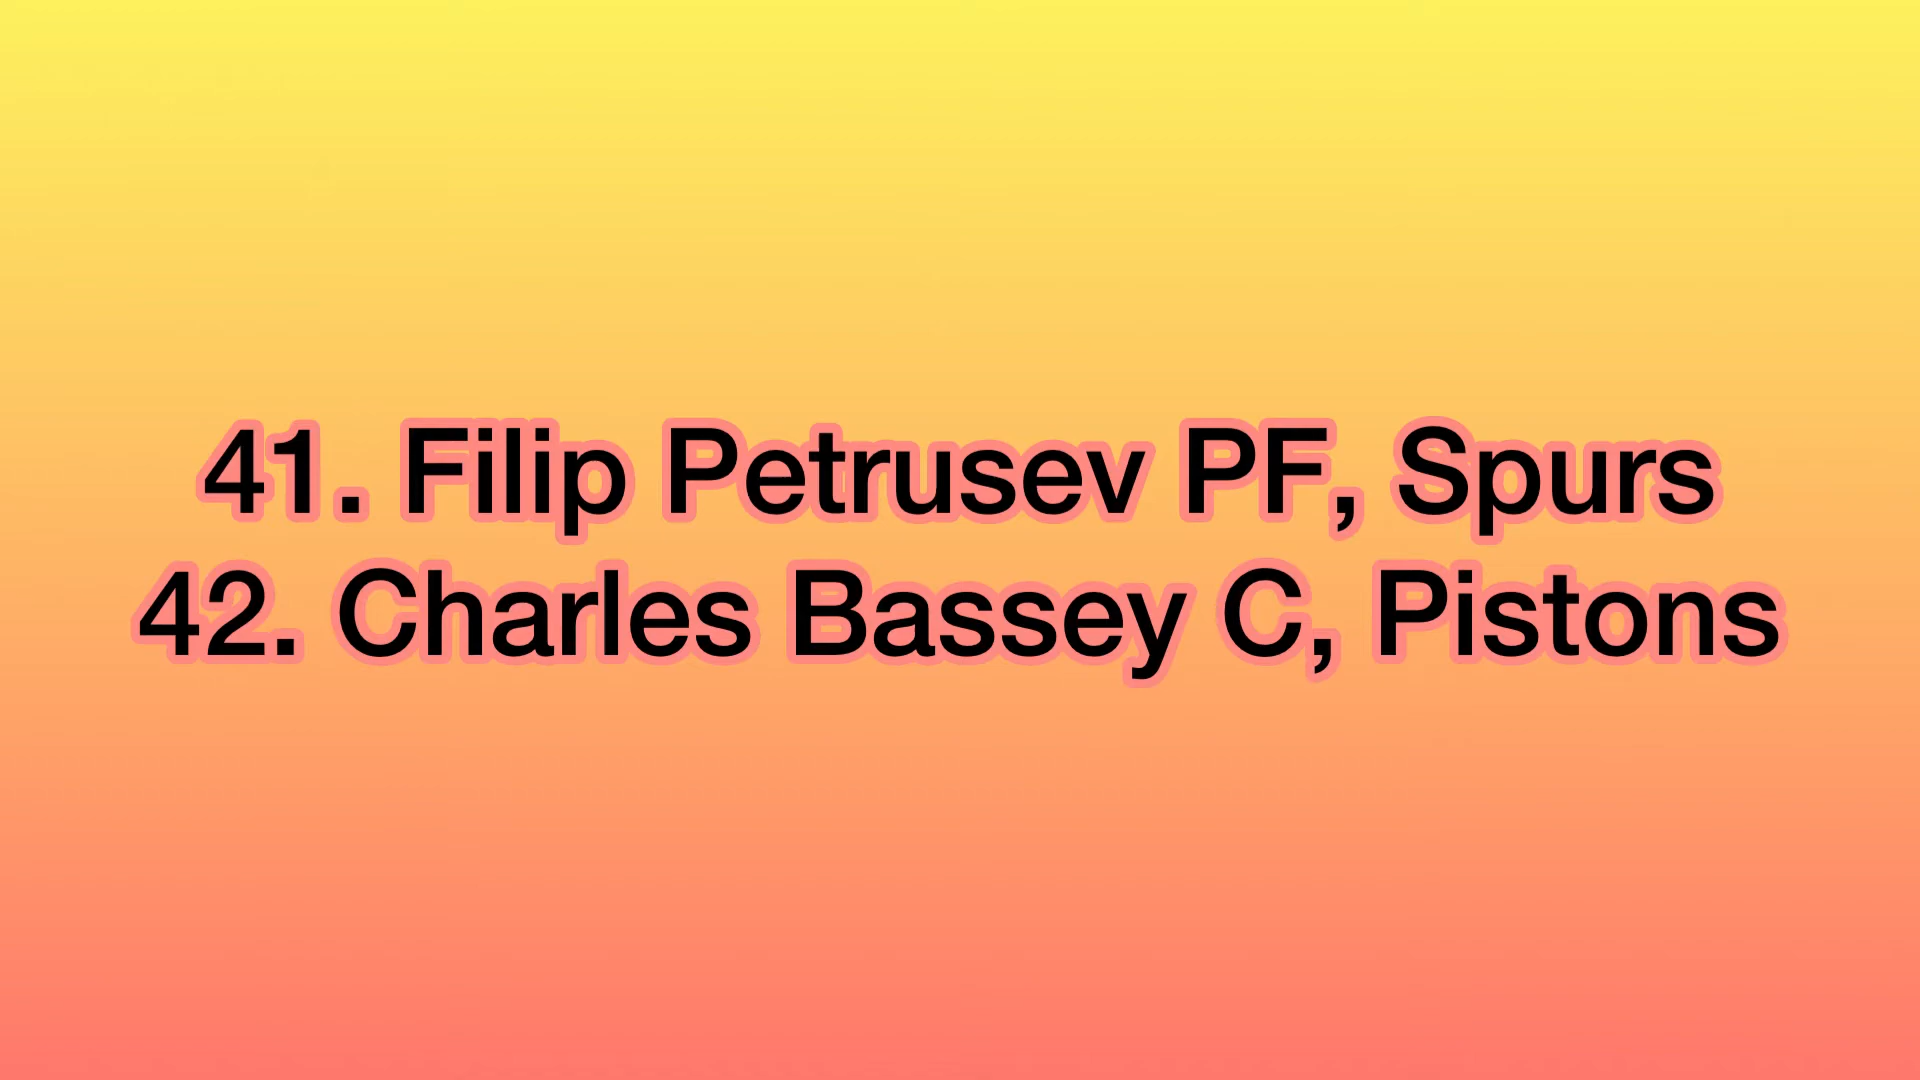 41. Filip Petrusev PF, Spurs
42. Charles Bassey C, Pistons